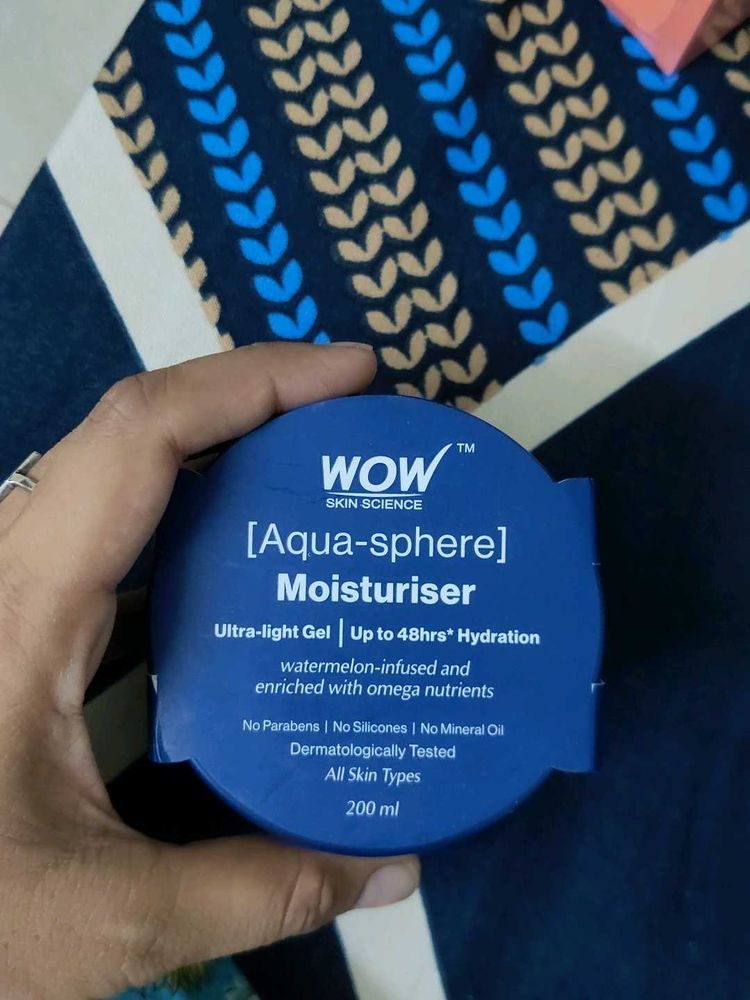 WOW™
SKIN SCIENCE
[Aqua-sphere]
Moisturiser
Ultra-light Gel | Up to 48hrs* Hydration
watermelon-infused and
enriched with omega nutrients
No Parabens | No Silicones | No Mineral Oil
Dermatologically Tested
All Skin Types
200 ml